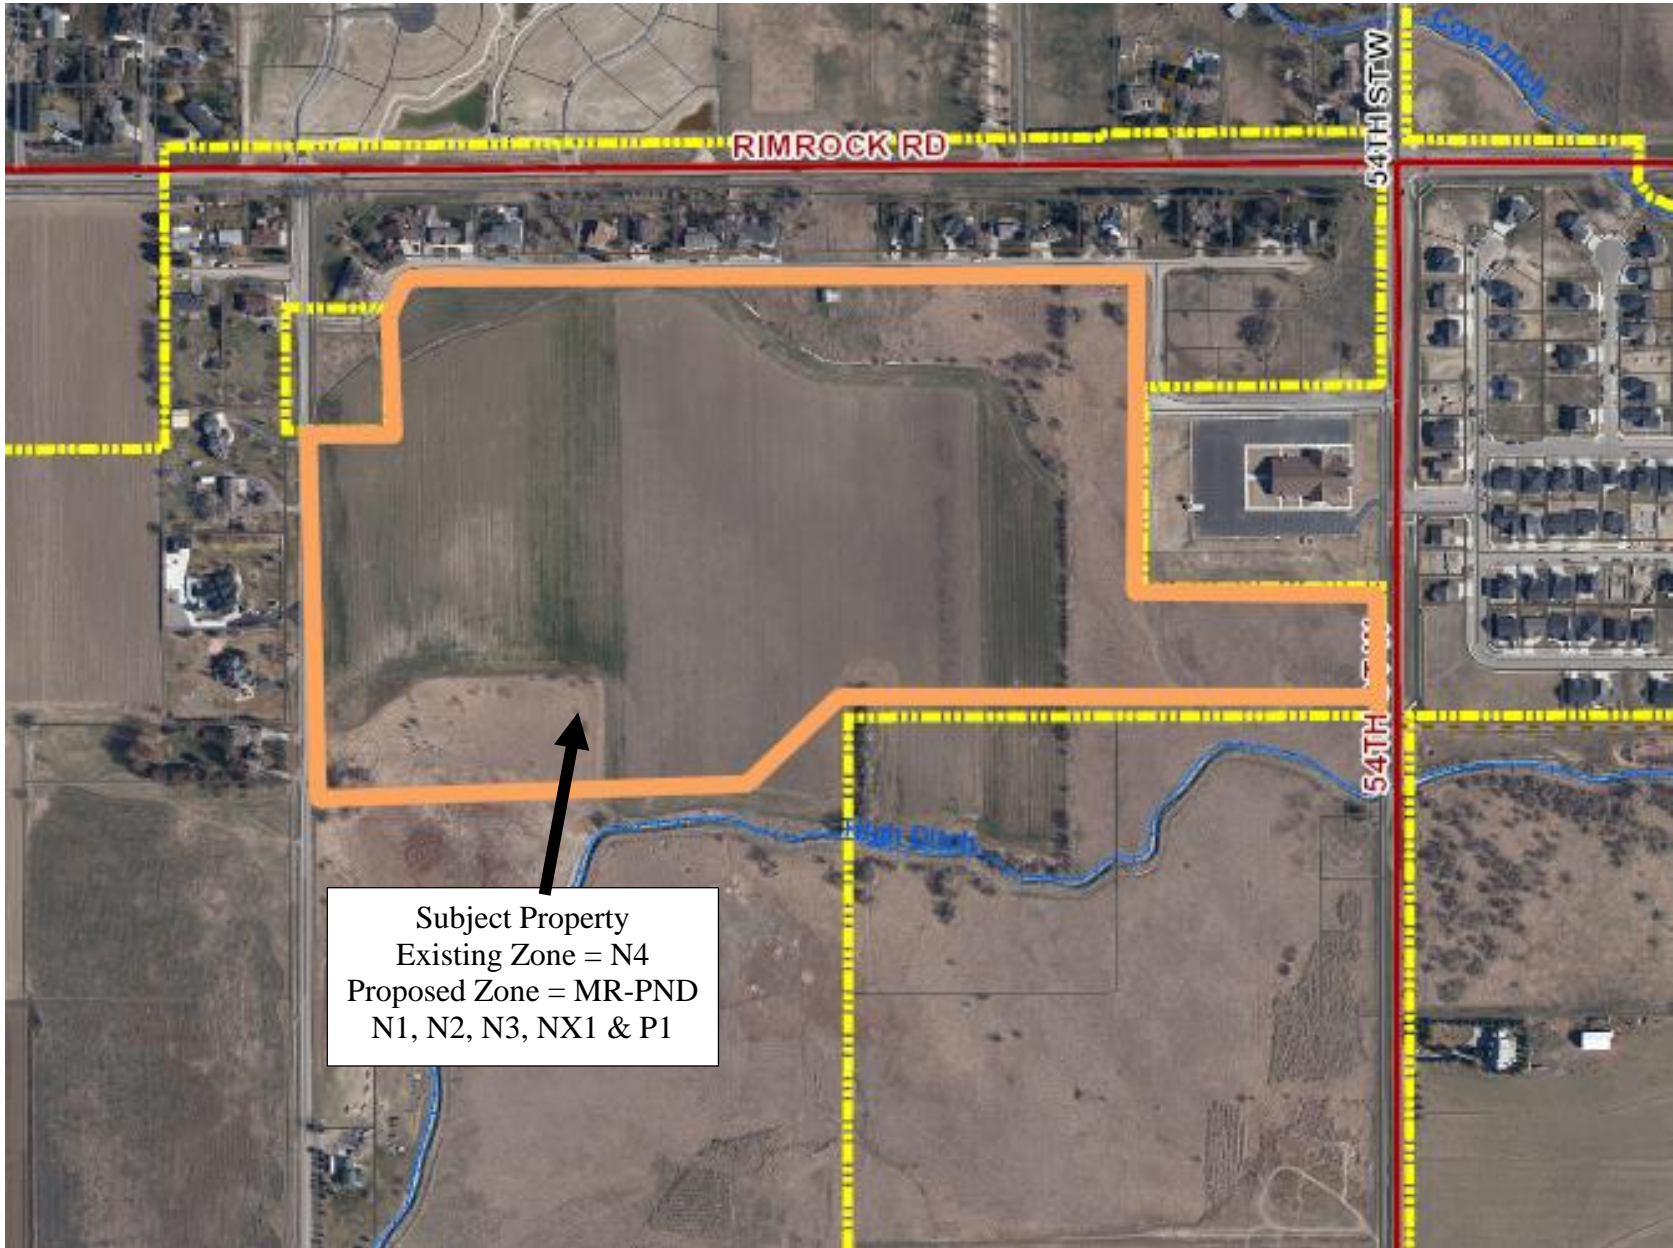 Cove Ditch
54TH ST W
RIMROCK RD
54TH
High Ditch
Subject Property
Existing Zone = N4
Proposed Zone = MR-PND
N1, N2, N3, NX1 & P1